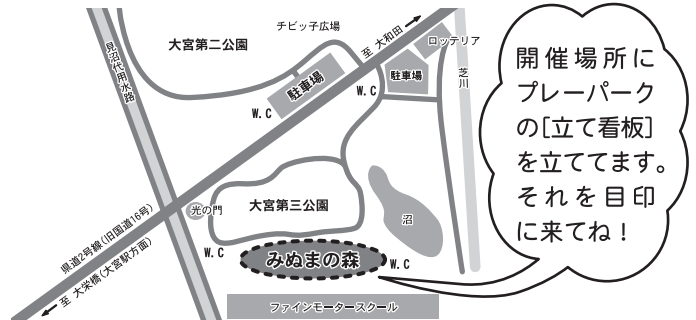 チビッ子広場
大宮第二公園
至 大和田
ロッテリア
見沼代用水路
駐車場
駐車場
芝川
W.C
W.C
光の門
大宮第三公園
沼
県道2号線(旧国道16号)
至 大栄橋(大宮駅方面)
W.C
みぬまの森
W.C
ファインモータースクール
開催場所に
プレーパーク
の[立て看板]
を立ててます。
それを目印
に来てね!